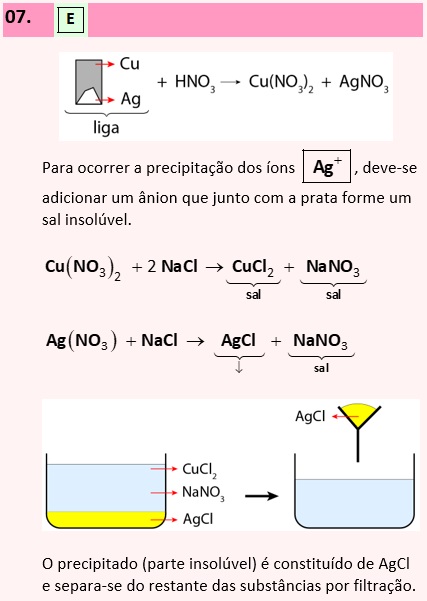 07. E
Cu
+ HNO₃ → Cu(NO₃)₂ + AgNO₃
Ag
liga
Para ocorrer a precipitação dos íons Ag⁺ , deve-se
adicionar um ânion que junto com a prata forme um
sal insolúvel.
Cu(NO₃)₂ + 2 NaCl → CuCl₂ + NaNO₃
sal sal
Ag(NO₃) + NaCl → AgCl + NaNO₃
↓ sal
AgCl
CuCl₂
NaNO₃
AgCl
O precipitado (parte insolúvel) é constituído de AgCl
e separa-se do restante das substâncias por filtração.